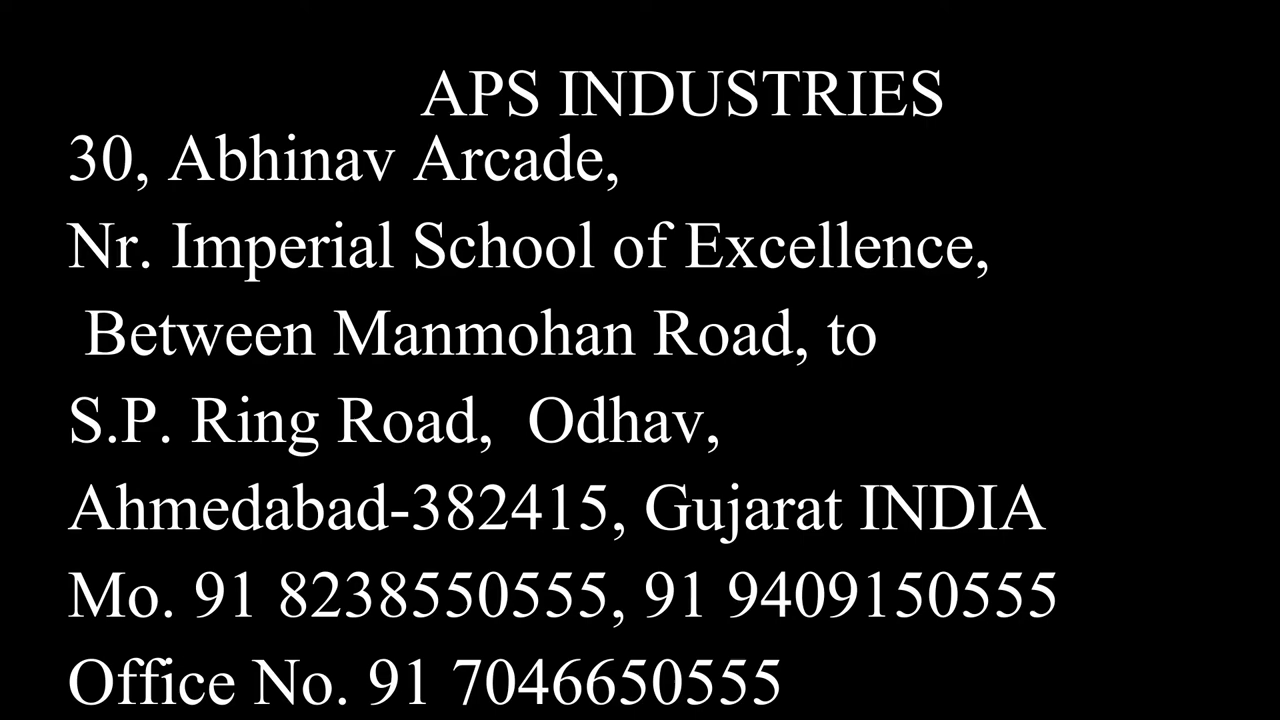 APS INDUSTRIES
30, Abhinav Arcade,
Nr. Imperial School of Excellence,
Between Manmohan Road, to
S.P. Ring Road,  Odhav,
Ahmedabad-382415, Gujarat INDIA
Mo. 91 8238550555, 91 9409150555
Office No. 91 7046650555